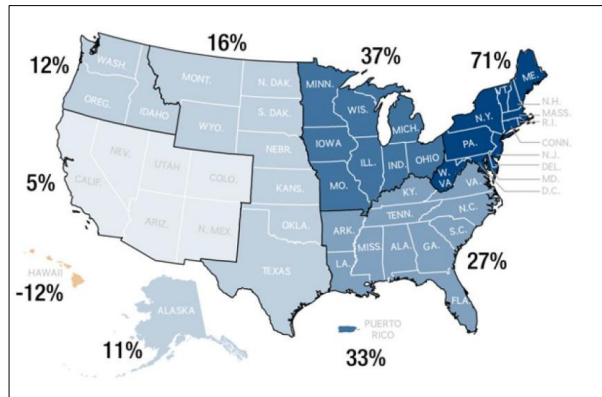 16%
37%
71%
12%
WASH.
MONT.
N. DAK.
MINN.
ME.
VT.
OREG.
IDAHO
S. DAK.
WIS.
N.Y.
N.H.
MASS.
R.I.
WYO.
MICH.
CONN.
NEBR.
IOWA
PA.
N.J.
NEV.
UTAH
COLO.
ILL.
IND.
OHIO
DEL.
MD.
D.C.
5%
CALIF.
KANS.
MO.
W.
VA
VA.
KY.
N.C.
ARIZ.
N. MEX.
OKLA.
ARK.
TENN.
S.C.
MISS.
ALA.
GA.
27%
HAWAII
-12%
TEXAS
LA.
FLA.
ALASKA
11%
PUERTO
RICO
33%